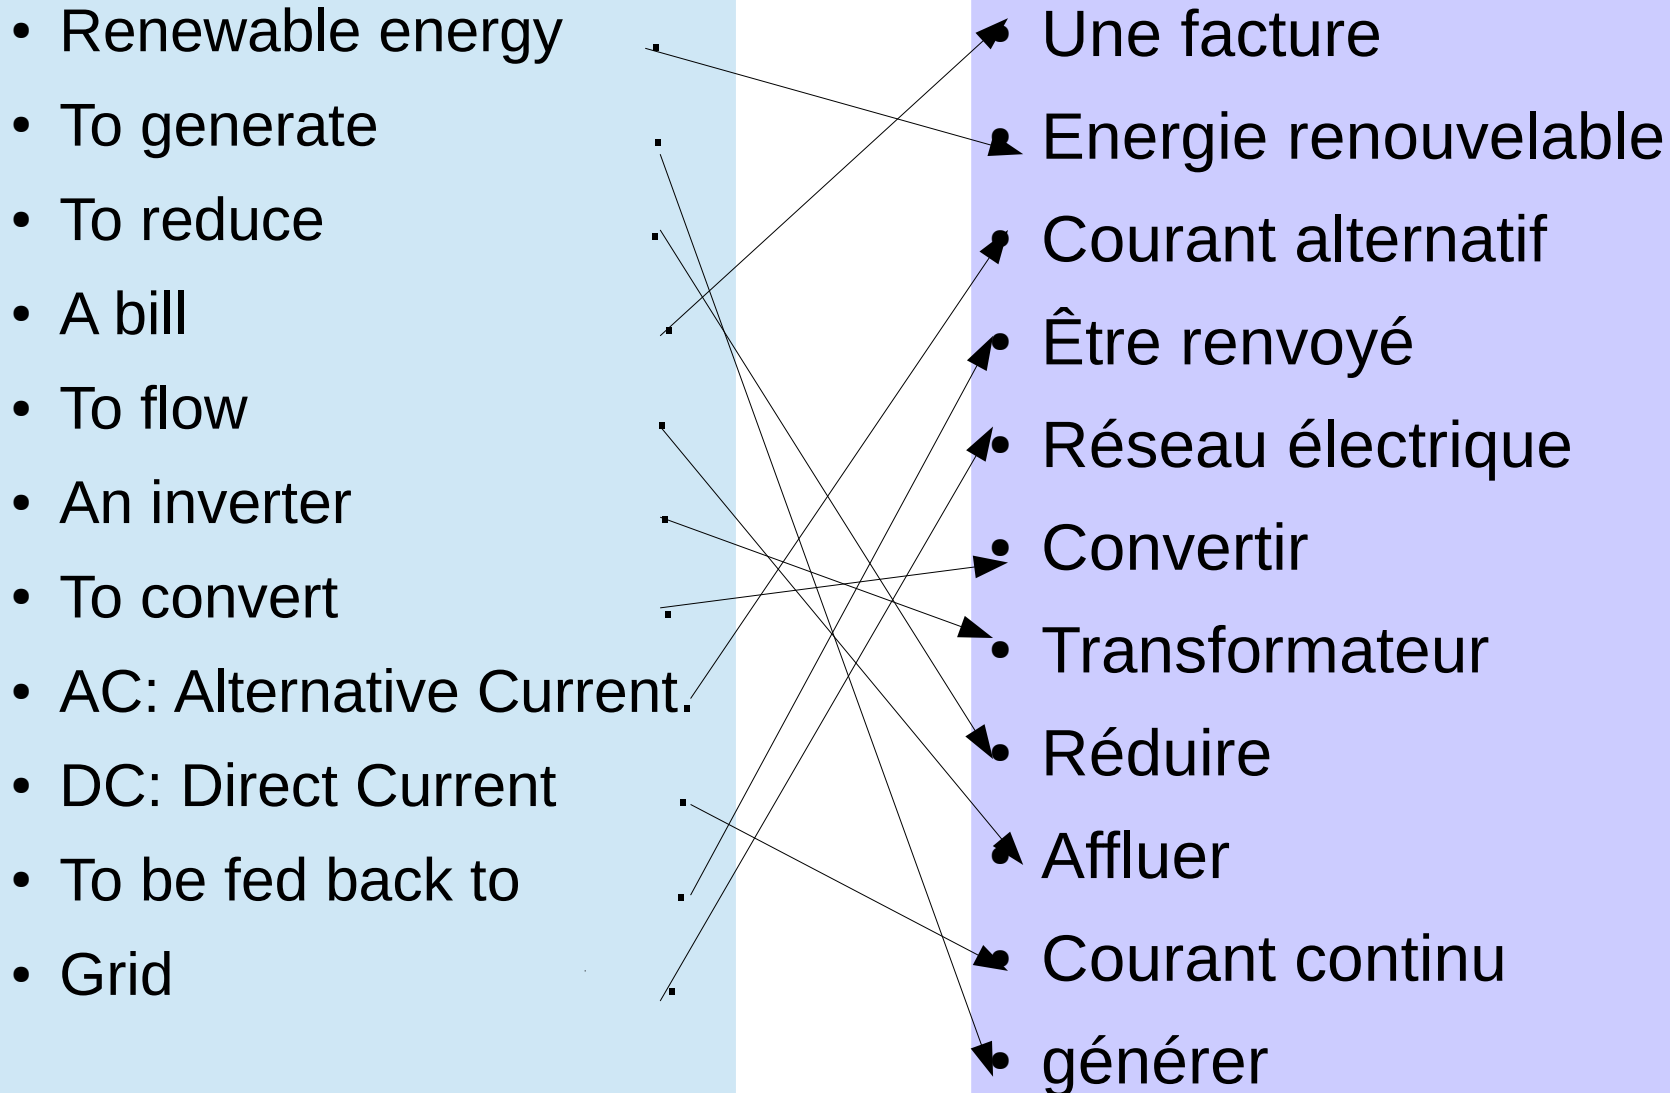 • Renewable energy .
• To generate .
• To reduce .
• A bill .
• To flow .
• An inverter .
• To convert .
• AC: Alternative Current.
• DC: Direct Current .
• To be fed back to .
• Grid .
• Une facture
• Energie renouvelable
• Courant alternatif
• Être renvoyé
• Réseau électrique
• Convertir
• Transformateur
• Réduire
• Affluer
• Courant continu
• générer